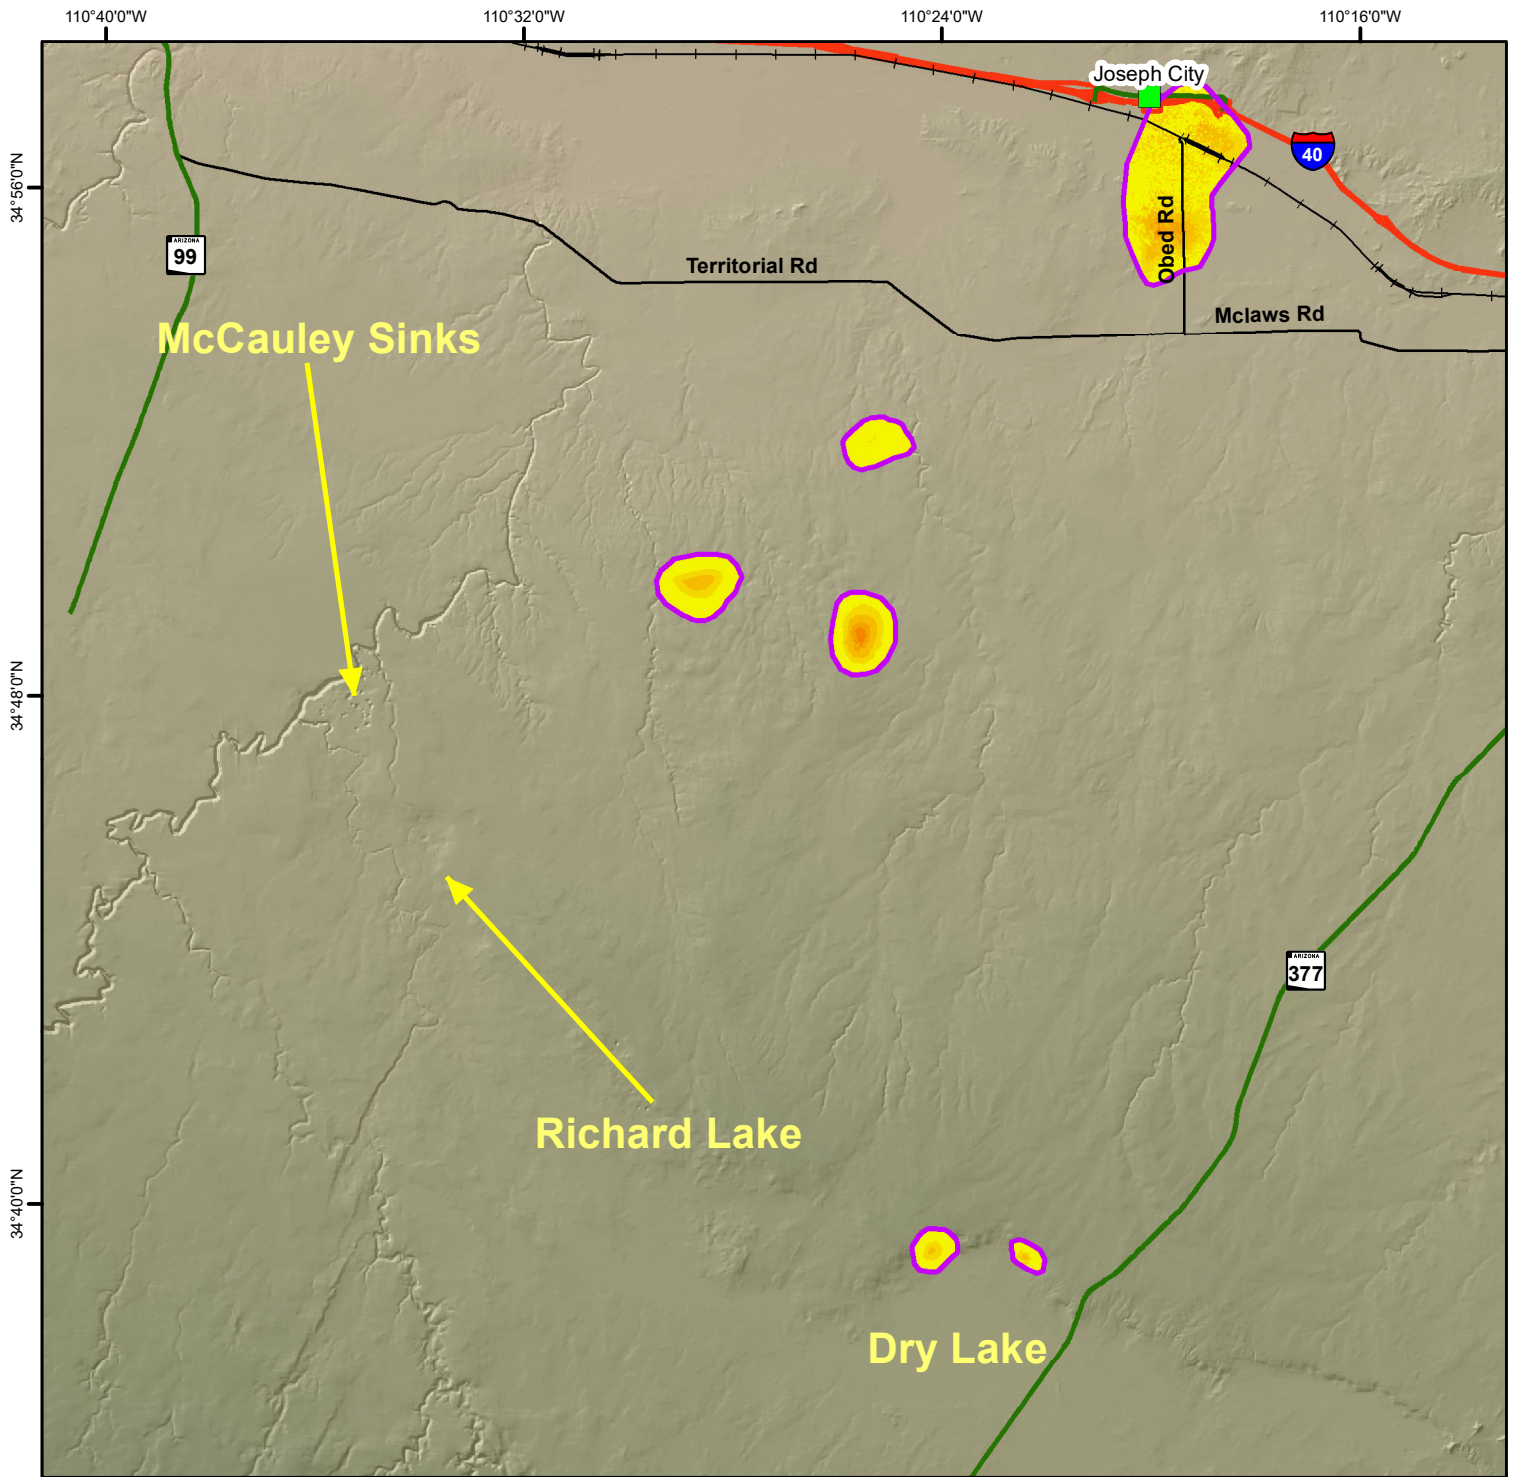 110°40'0"W
110°32'0"W
110°24'0"W
110°16'0"W
Joseph City
40
34°56'0"N
ARIZONA
99
Obed Rd
Territorial Rd
Mclaws Rd
McCauley Sinks
34°48'0"N
ARIZONA
377
Richard Lake
34°40'0"N
Dry Lake